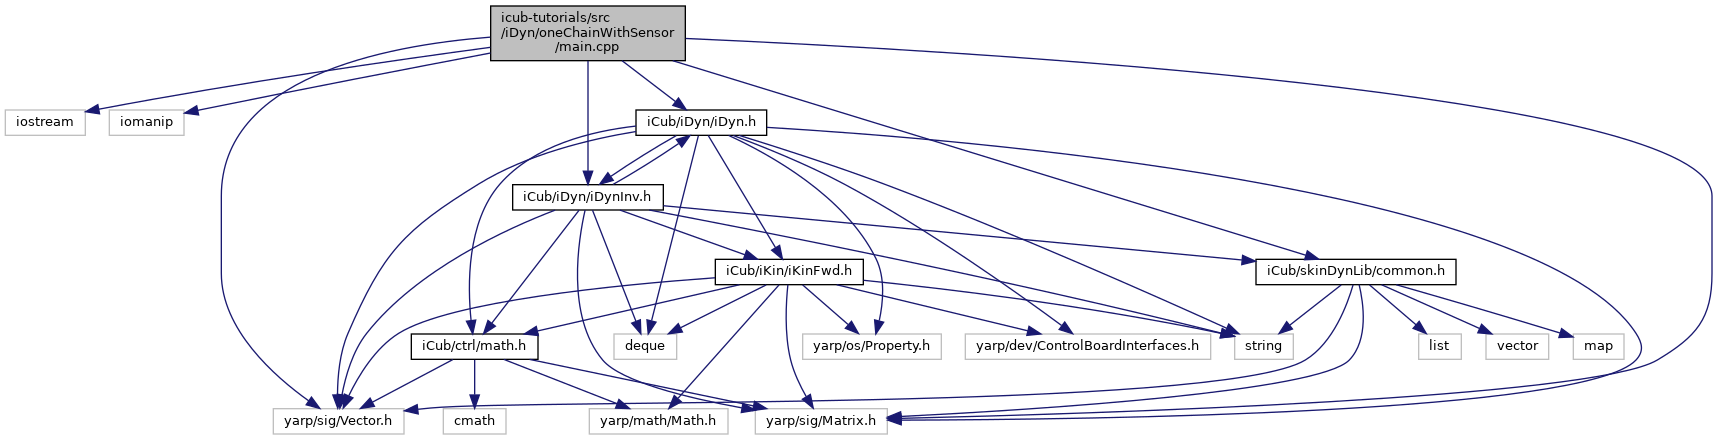 icub-tutorials/src
/iDyn/oneChainWithSensor
/main.cpp
iostream
iomanip
iCub/iDyn/iDyn.h
iCub/iDyn/iDynInv.h
iCub/iKin/iKinFwd.h
iCub/skinDynLib/common.h
iCub/ctrl/math.h
deque
yarp/os/Property.h
yarp/dev/ControlBoardInterfaces.h
string
list
vector
map
yarp/sig/Vector.h
cmath
yarp/math/Math.h
yarp/sig/Matrix.h